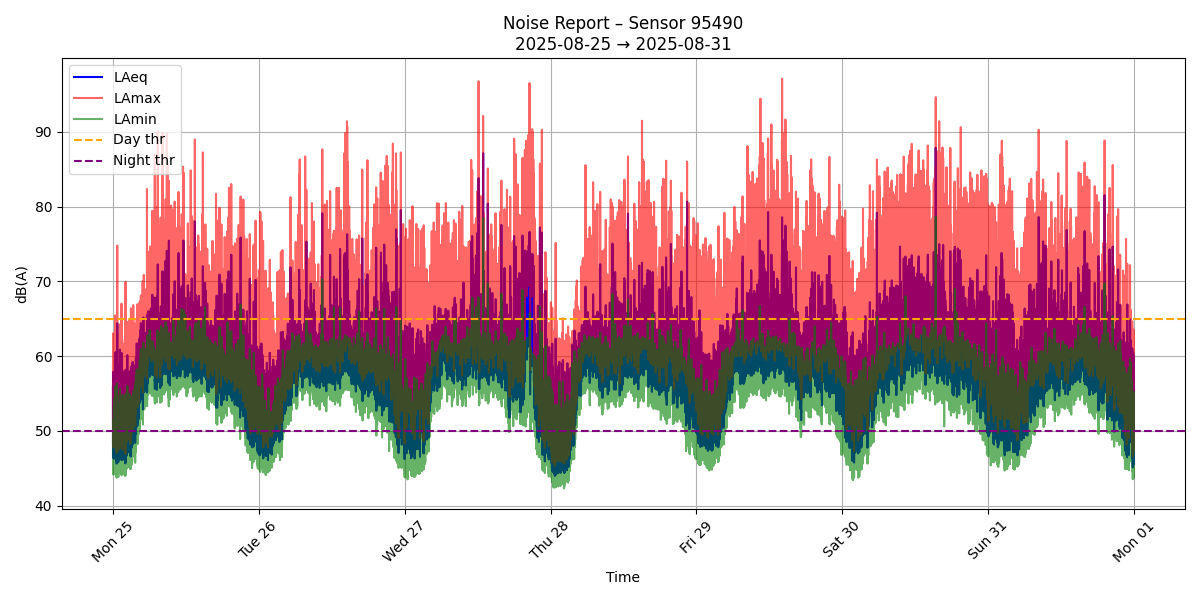 Noise Report – Sensor 95490
2025-08-25 → 2025-08-31
LAeq
LAmax
LAmin
Day thr
Night thr
dB(A)
90
80
70
60
50
40
Mon 25
Tue 26
Wed 27
Thu 28
Fri 29
Sat 30
Sun 31
Mon 01
Time